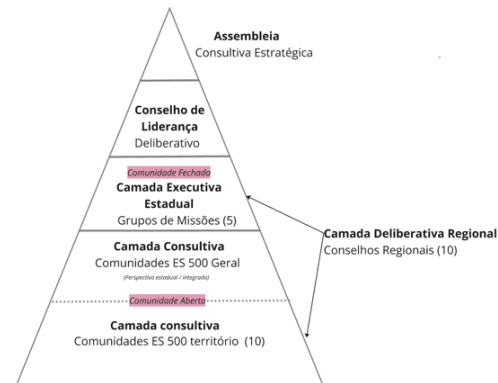 Assembleia
Consultiva Estratégica
Conselho de
Liderança
Deliberativo
Comunidade Fechada
Camada Executiva
Estadual
Grupos de Missões (5)
Camada Deliberativa Regional
Conselhos Regionais (10)
Camada Consultiva
Comunidades ES 500 Geral
(Perspectiva estadual / integrada)
Comunidade Aberta
Camada consultiva
Comunidades ES 500 território (10)